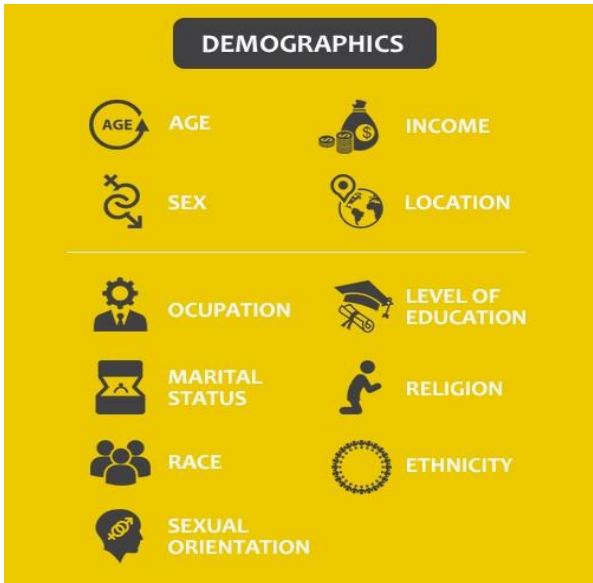 DEMOGRAPHICS
AGE AGE
INCOME
SEX
LOCATION
OCUPATION
LEVEL OF
EDUCATION
MARITAL
STATUS
RELIGION
RACE
ETHNICITY
SEXUAL
ORIENTATION